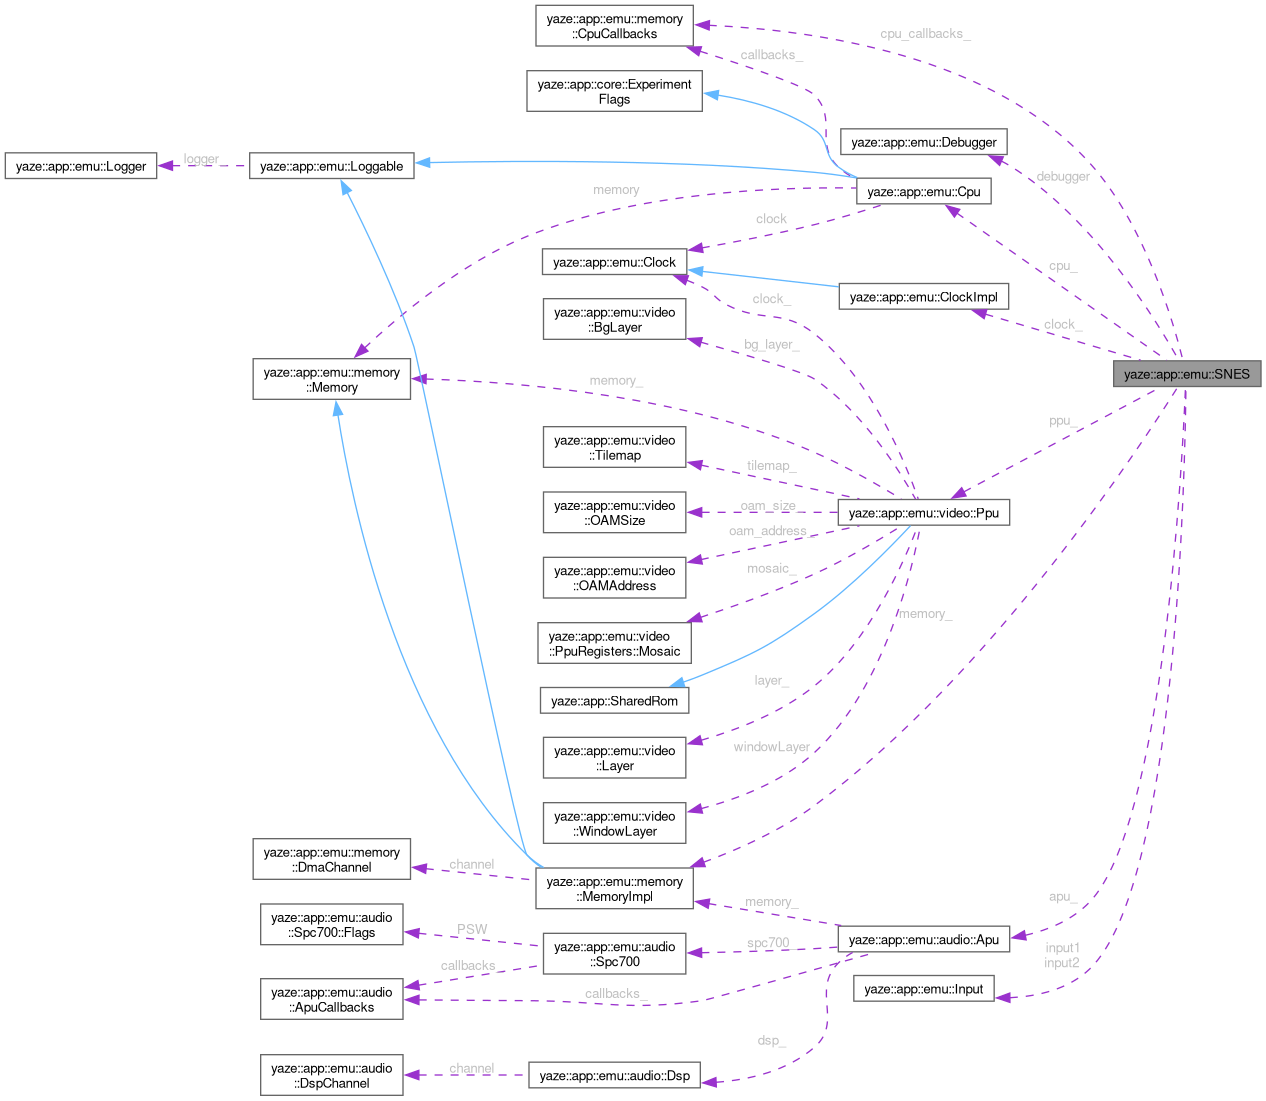 yaze::app::emu::memory
::CpuCallbacks
cpu_callbacks_
callbacks_
yaze::app::core::Experiment
Flags
yaze::app::emu::Debugger
yaze::app::emu::Logger
logger
yaze::app::emu::Loggable
debugger
memory
yaze::app::emu::Cpu
clock
yaze::app::emu::Clock
cpu_
clock_
yaze::app::emu::ClockImpl
yaze::app::emu::video
::BgLayer
clock_
bg_layer_
yaze::app::emu::memory
::Memory
memory_
yaze::app::emu::SNES
ppu_
yaze::app::emu::video
::Tilemap
tilemap_
yaze::app::emu::video
::OAMSize
oam_size_
yaze::app::emu::video::Ppu
oam_address_
yaze::app::emu::video
::OAMAddress
mosaic_
yaze::app::emu::video
::PpuRegisters::Mosaic
memory_
yaze::app::SharedRom
layer_
yaze::app::emu::video
::Layer
windowLayer
yaze::app::emu::video
::WindowLayer
yaze::app::emu::memory
::DmaChannel
channel
yaze::app::emu::memory
::MemoryImpl
memory_
apu_
yaze::app::emu::audio
::Spc700::Flags
PSW
yaze::app::emu::audio
::Spc700
spc700_
yaze::app::emu::audio::Apu
input1
input2
callbacks_
yaze::app::emu::audio
::ApuCallbacks
callbacks_
yaze::app::emu::Input
dsp_
yaze::app::emu::audio
::DspChannel
channel
yaze::app::emu::audio::Dsp